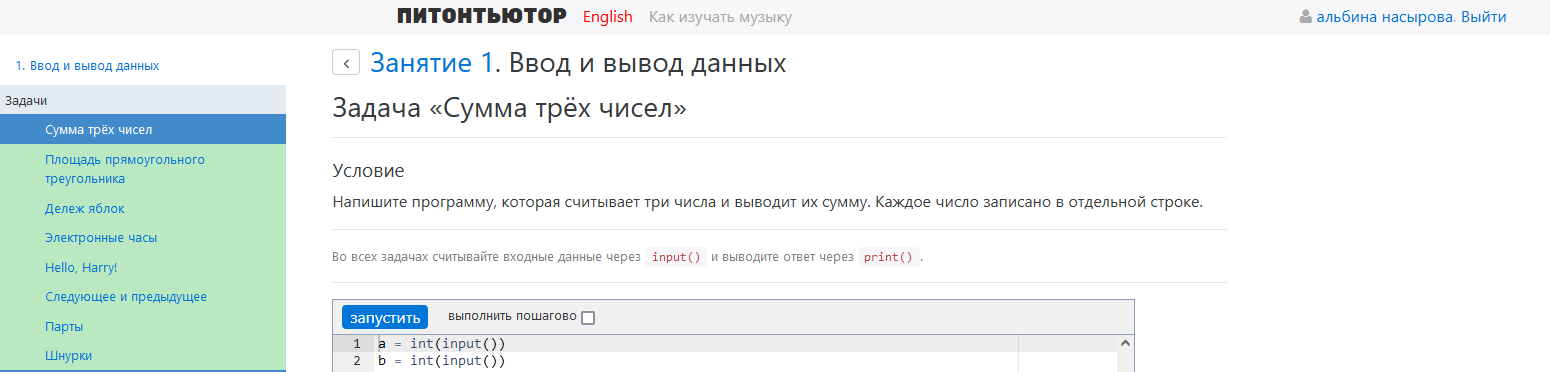 ПИТОНТЬЮТОР English Как изучать музыку альбина насырова. Выйти
1. Ввод и вывод данных
Задачи
Сумма трёх чисел
Площадь прямоугольного
треугольника
Дележ яблок
Электронные часы
Hello, Harry!
Следующее и предыдущее
Парты
Шнурки
Занятие 1. Ввод и вывод данных
Задача «Сумма трёх чисел»
Условие
Напишите программу, которая считывает три числа и выводит их сумму. Каждое число записано в отдельной строке.
Во всех задачах считывайте входные данные через input() и выводите ответ через print().
запустить выполнить пошагово
1 a = int(input())
2 b = int(input())